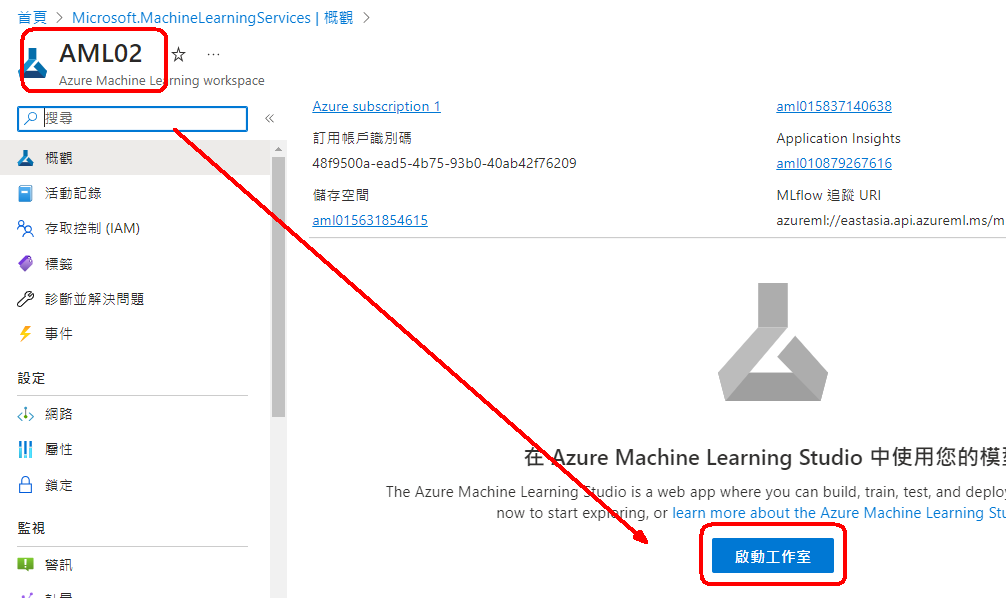 首頁 > Microsoft.MachineLearningServices | 概觀 >
AML02
Azure Machine Learning workspace
搜尋
概觀
活動記錄
存取控制 (IAM)
標籤
診斷並解決問題
事件
設定
網路
屬性
鎖定
監視
警訊
Azure subscription 1
訂用帳戶識別碼
48f9500a-ead5-4b75-93b0-40ab42f76209
儲存空間
aml015631854615
aml015837140638
Application Insights
aml010879267616
MLflow 追蹤 URI
azureml://eastasia.api.azureml.ms/m
在 Azure Machine Learning Studio 中使用您的模型
The Azure Machine Learning Studio is a web app where you can build, train, test, and deploy
now to start exploring, or learn more about the Azure Machine Learning Stu
啟動工作室